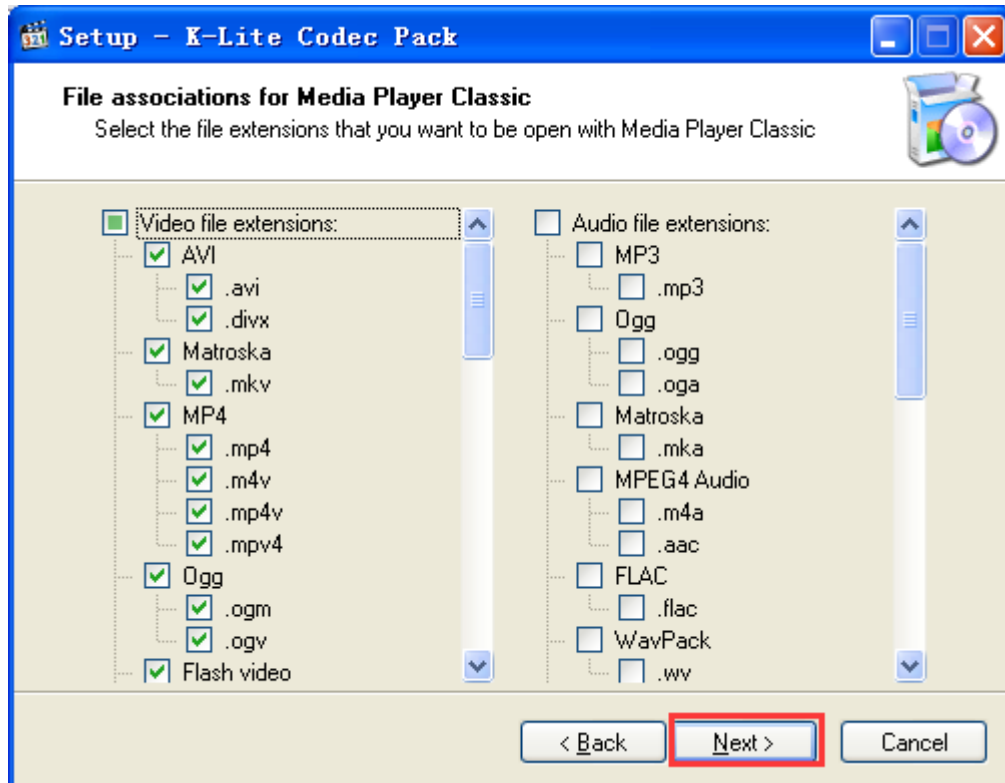 Setup - K-Lite Codec Pack
File associations for Media Player Classic
Select the file extensions that you want to be open with Media Player Classic
Video file extensions:
AVI
.avi
.divx
Matroska
.mkv
MP4
.mp4
.m4v
.mp4v
.mpv4
Ogg
.ogm
.ogv
Flash video
Audio file extensions:
MP3
.mp3
Ogg
.ogg
.oga
Matroska
.mka
MPEG4 Audio
.m4a
.aac
FLAC
.flac
WavPack
.wv
< Back
Next >
Cancel